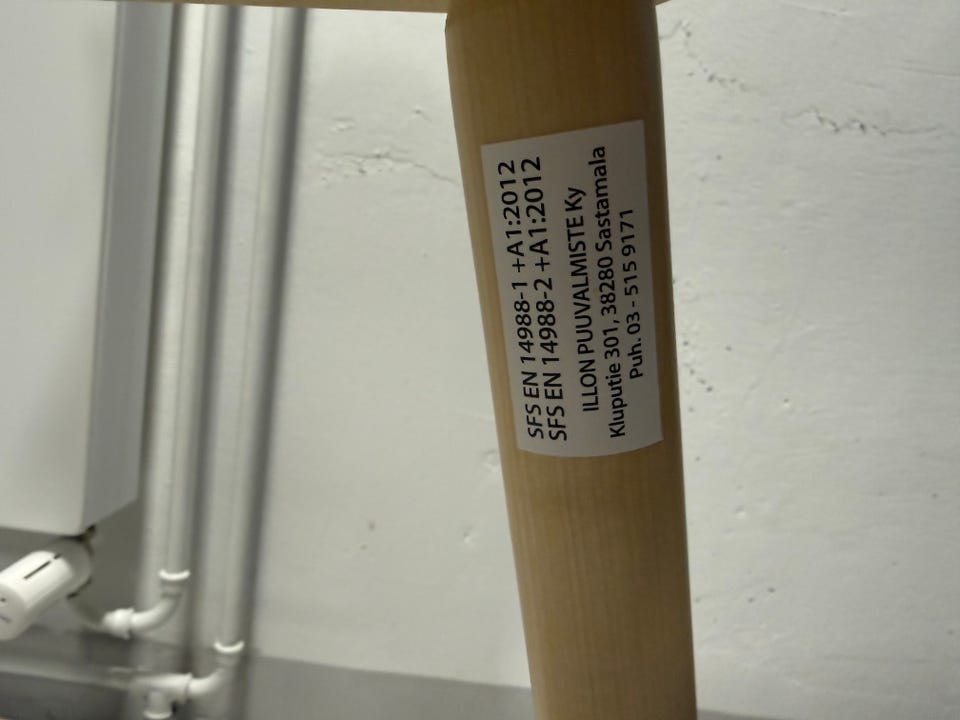 SFS EN 14988-1 +A1:2012
SFS EN 14988-2 +A1:2012
ILLON PUUVALMISTE Ky
Kluputie 301, 38280 Sastamala
Puh. 03 - 515 9171